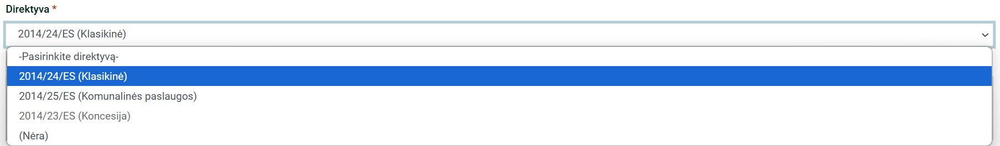 Direktyva *
2014/24/ES (Klasikinė)
-Pasirinkite direktyvą-
2014/24/ES (Klasikinė)
2014/25/ES (Komunalinės paslaugos)
2014/23/ES (Koncesija)
(Nėra)